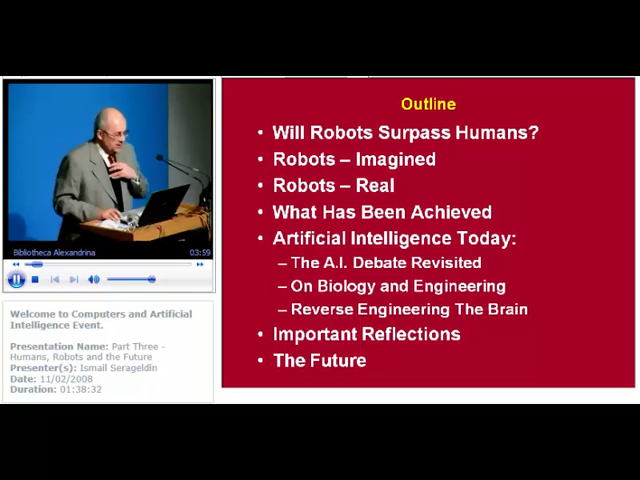 Bibliotheca Alexandrina 03:59
Welcome to Computers and Artificial
Intelligence Event.
Presentation Name: Part Three -
Humans, Robots and the Future
Presenter(s): Ismail Serageldin
Date: 11/02/2008
Duration: 01:38:32
Outline
• Will Robots Surpass Humans?
• Robots – Imagined
• Robots – Real
• What Has Been Achieved
• Artificial Intelligence Today:
– The A.I. Debate Revisited
– On Biology and Engineering
– Reverse Engineering The Brain
• Important Reflections
• The Future